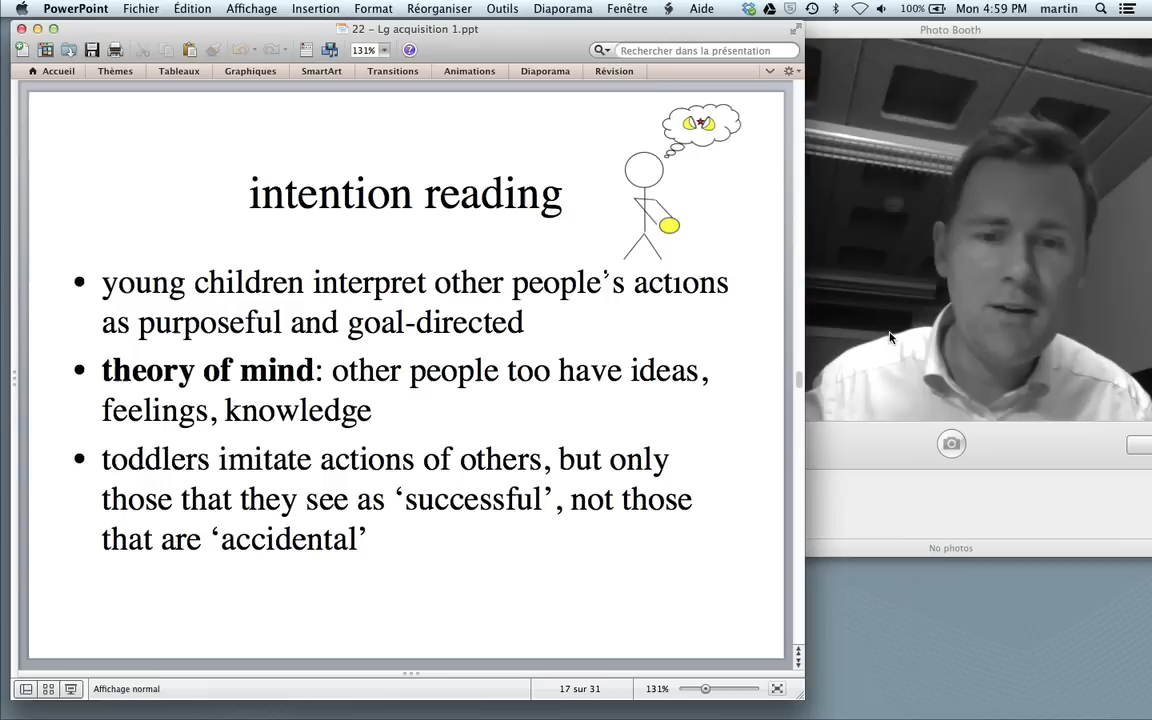 PowerPoint Fichier Édition Affichage Insertion Format Réorganiser Outils Diaporama Fenêtre Aide 100% Mon 4:59 PM martin
22 – Lg acquisition 1.ppt
Photo Booth
131% Rechercher dans la présentation
Accueil Thèmes Tableaux Graphiques SmartArt Transitions Animations Diaporama Révision
intention reading
• young children interpret other people’s actions
as purposeful and goal-directed
• theory of mind: other people too have ideas,
feelings, knowledge
• toddlers imitate actions of others, but only
those that they see as ‘successful’, not those
that are ‘accidental’
No photos
Affichage normal 17 sur 31 131%